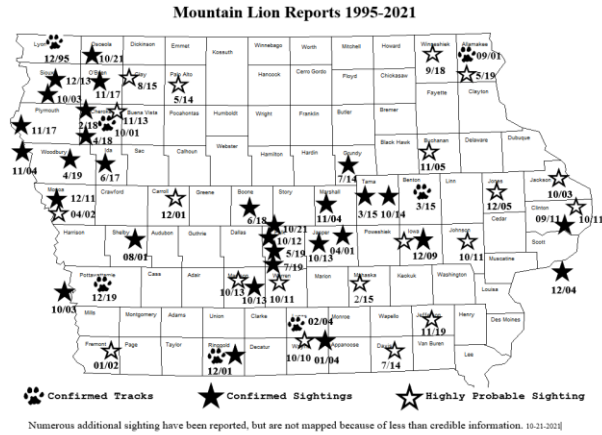 Mountain Lion Reports 1995-2021
Lyon
Osceola
Dickinson
Emmet
Kossuth
Winnebago
Worth
Mitchell
Howard
Winneshiek
Allamakee
12/95
10/21
9/18
09/01
Sioux
O'Brien
Clay
Palo Alto
Hancock
Cerro Gordo
Floyd
Chickasaw
12/13
11/17
8/15
5/14
5/19
Fayette
Clayton
10/03
Plymouth
Cherokee
Buena Vista
Pocahontas
Humboldt
Wright
Franklin
Butler
Bremer
11/17
2/18
11/13
10/01
4/18
Woodbury
Ida
Sac
Calhoun
Webster
Hamilton
Hardin
Grundy
Black Hawk
Buchanan
Delaware
Dubuque
11/04
4/19
6/17
7/14
11/05
Monona
Crawford
Carroll
Greene
Boone
Story
Marshall
Tama
Benton
Linn
Jones
Jackson
12/11
04/02
12/01
6/18
11/04
3/15
10/14
3/15
12/05
10/03
Cedar
Clinton
09/11
10/11
Harrison
Shelby
Audubon
Guthrie
Dallas
Jasper
Poweshiek
Iowa
Johnson
Scott
Muscatine
08/01
10/21
10/12
5/19
7/19
10/13
04/01
12/09
10/11
12/04
Pottawattamie
Cass
Adair
Warren
Marion
Mahaska
Keokuk
Washington
Louise
10/03
12/19
10/13
10/13
10/11
2/15
Mills
Montgomery
Adams
Union
Clarke
Monroe
Wapello
Henry
Des Moines
02/04
11/19
Fremont
Page
Taylor
Ringgold
Decatur
Wayne
Appanoose
Davis
Van Buren
Lee
01/02
12/01
10/10
01/04
7/14
Confirmed Tracks
Confirmed Sightings
Highly Probable Sighting
Numerous additional sighting have been reported, but are not mapped because of less than credible information. 10-21-2021